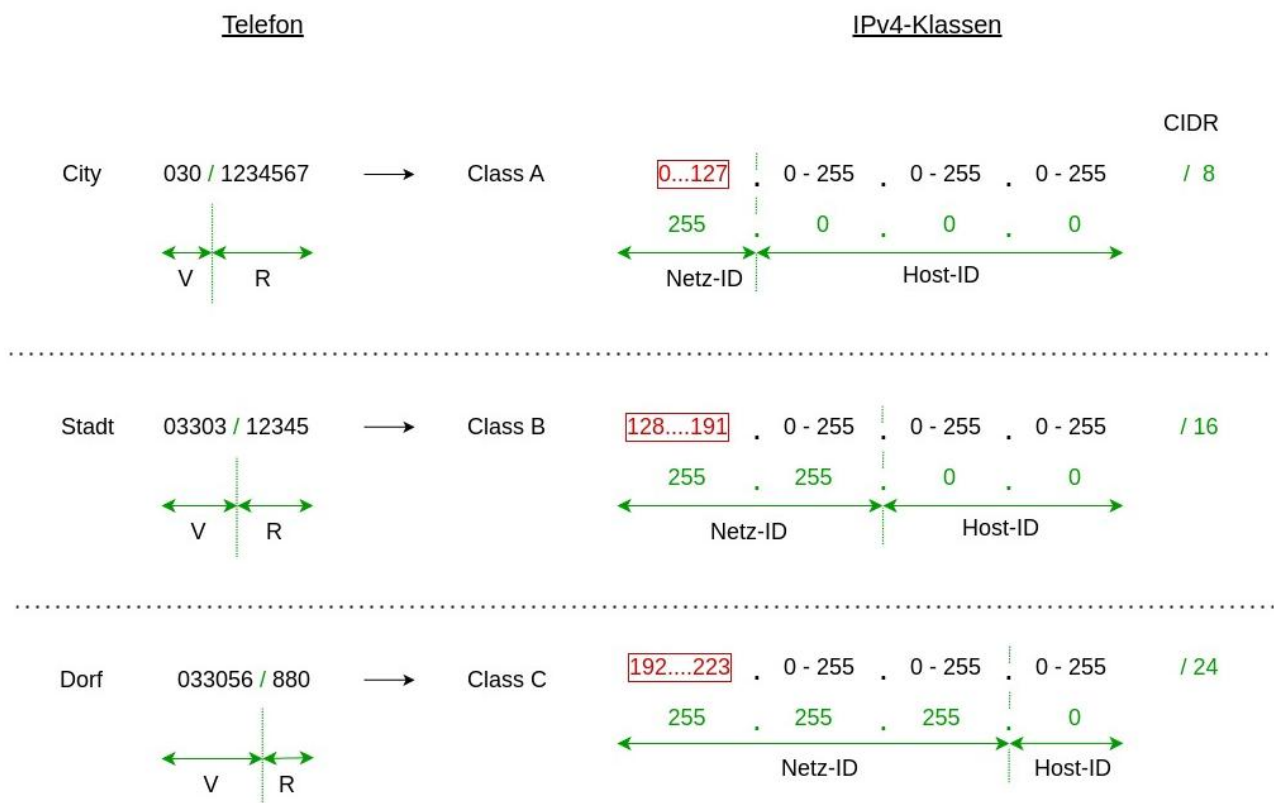 Telefon IPv4-Klassen
CIDR
City 030 / 1234567 Class A 0...127 . 0 - 255 . 0 - 255 . 0 - 255 / 8
255 . 0 . 0 . 0
V R Netz-ID Host-ID
Stadt 03303 / 12345 Class B 128....191 . 0 - 255 . 0 - 255 . 0 - 255 / 16
255 . 255 . 0 . 0
V R Netz-ID Host-ID
Dorf 033056 / 880 Class C 192....223 . 0 - 255 . 0 - 255 . 0 - 255 / 24
255 . 255 . 255 . 0
V R Netz-ID Host-ID